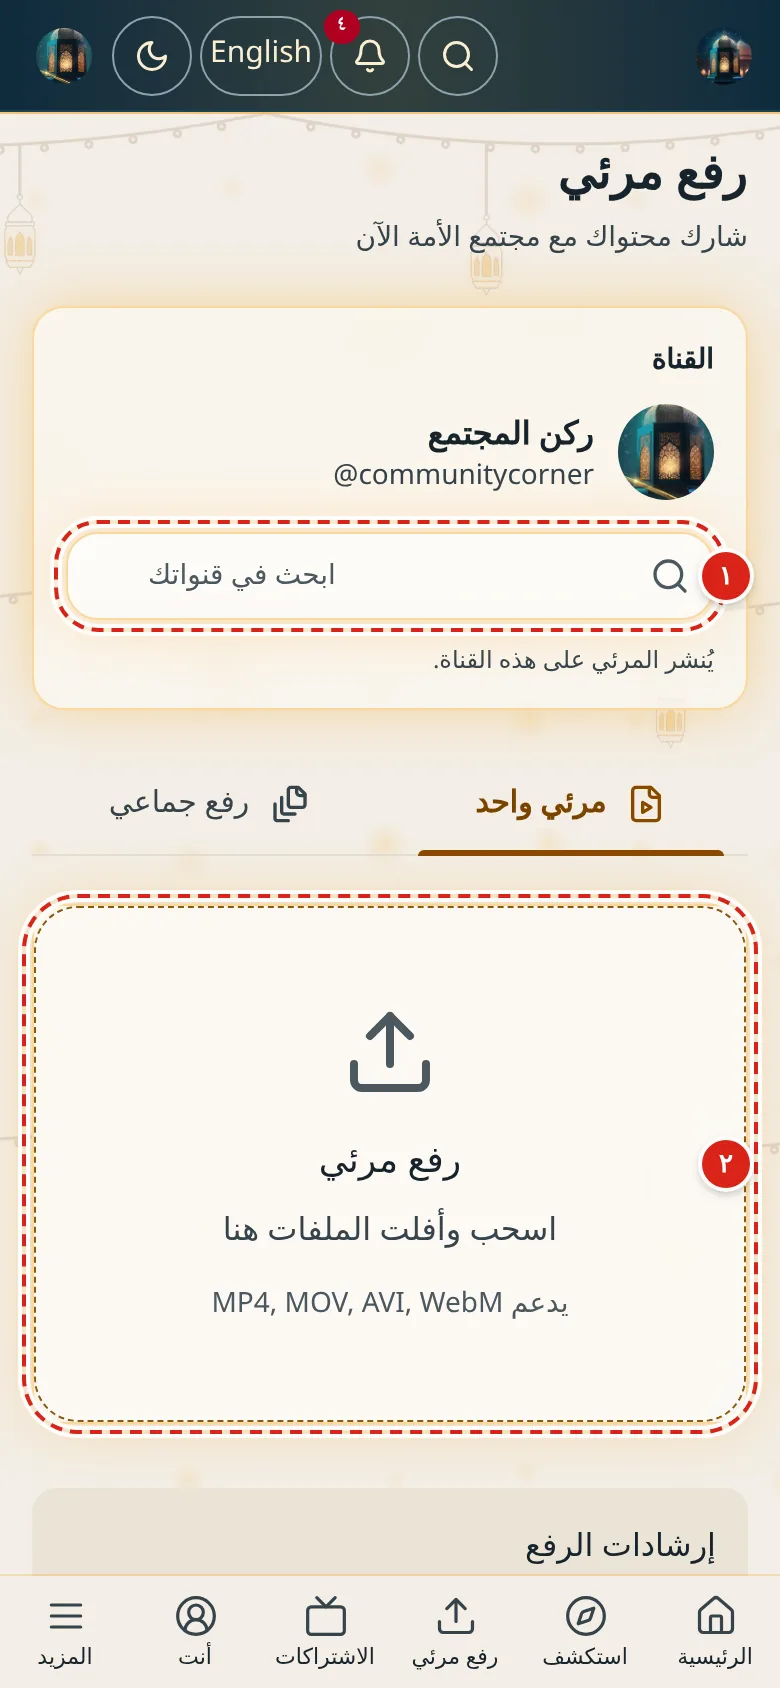 English
٤
رفع مرئي
شارك محتواك مع مجتمع الأمة الآن
القناة
ركن المجتمع
@communitycorner
ابحث في قنواتك
١
يُنشر المرئي على هذه القناة.
مرئي واحد
رفع جماعي
رفع مرئي
٢
اسحب وأفلت الملفات هنا
يدعم MP4, MOV, AVI, WebM
إرشادات الرفع
الرئيسية
استكشف
رفع مرئي
الاشتراكات
أنت
المزيد